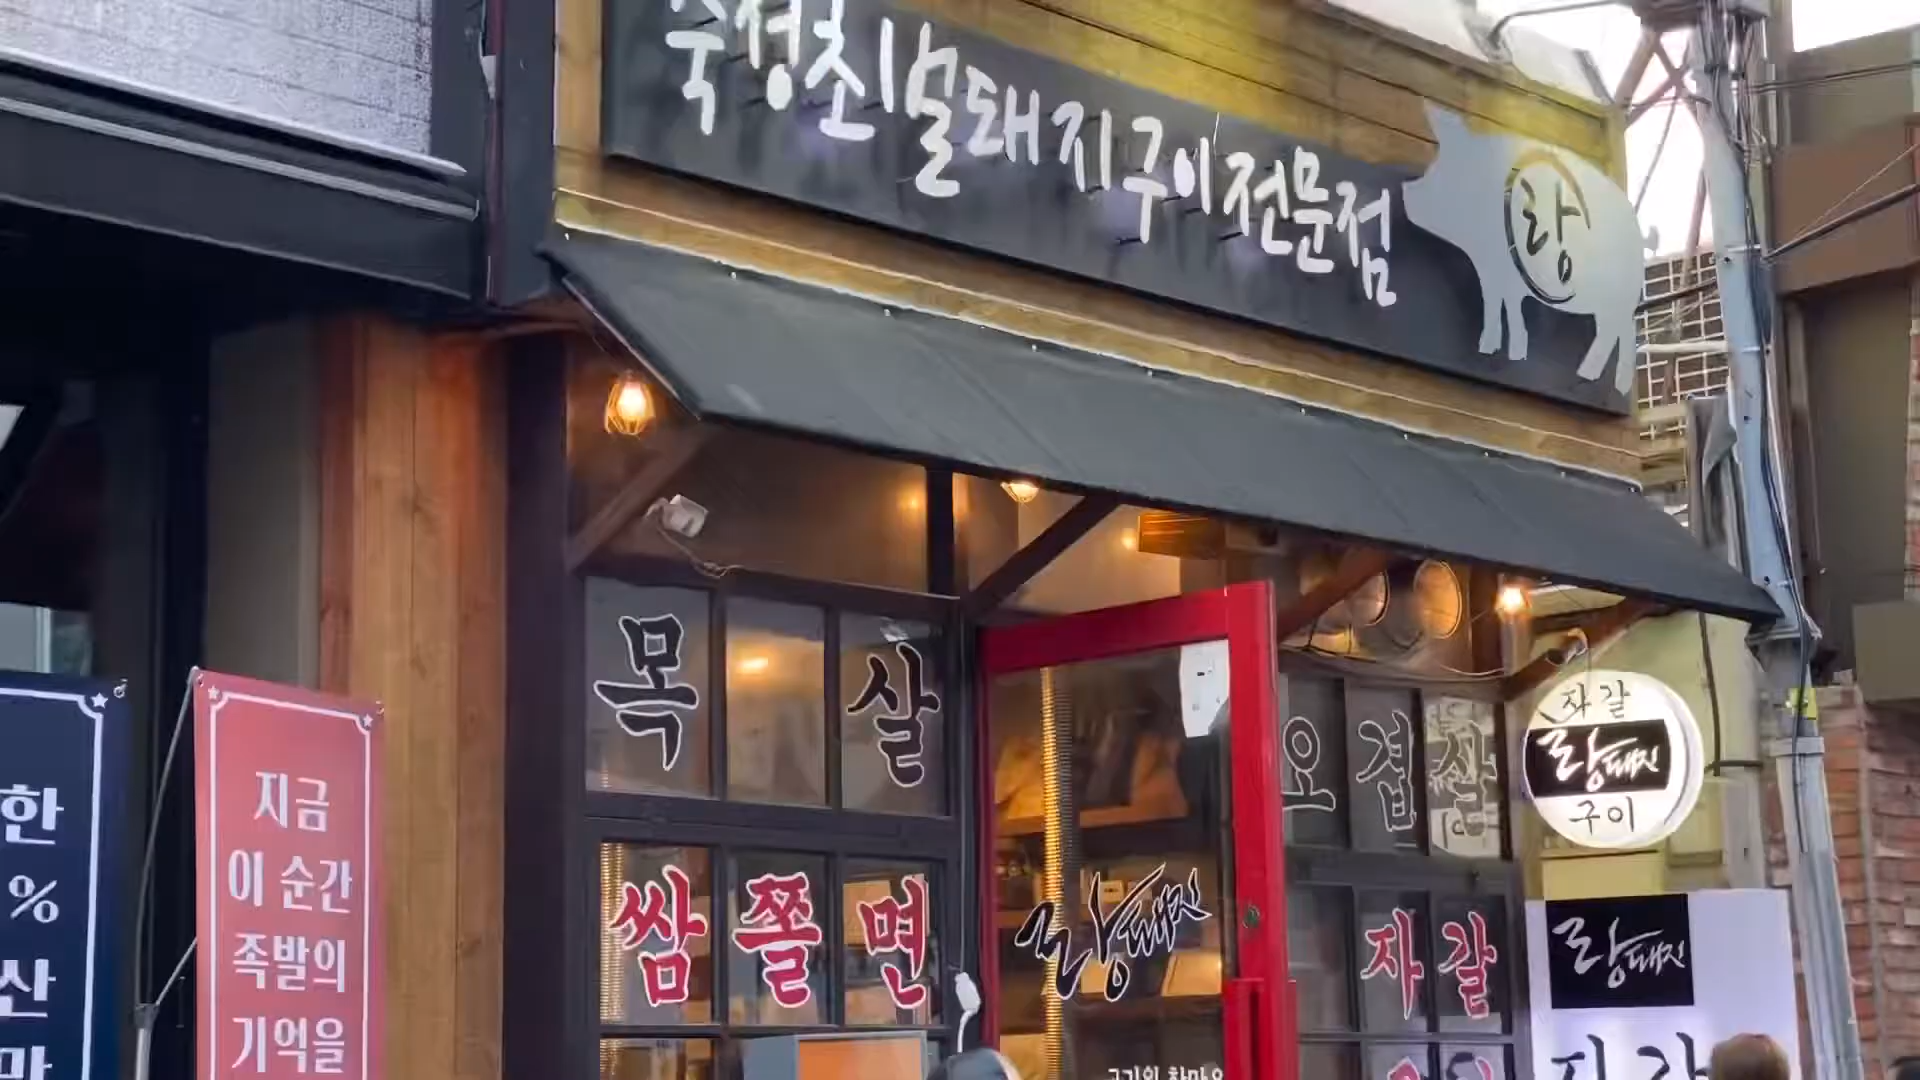 숙성초벌돼지구이전문점
랑
목살
오겹살
자갈
랑돼지
구이
쌈쫄면
랑돼지
자갈
랑돼지
자갈
지금
이 순간
족발의
기억을
한
%
산